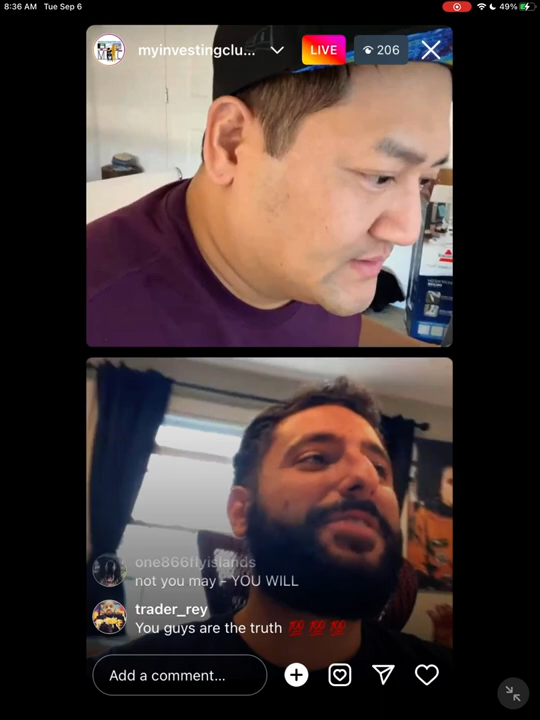 8:36 AM Tue Sep 6
49%
myinvestingclu...
LIVE
206
one866flyislands
not you may - YOU WILL
trader_rey
You guys are the truth 💯 💯 💯
Add a comment...